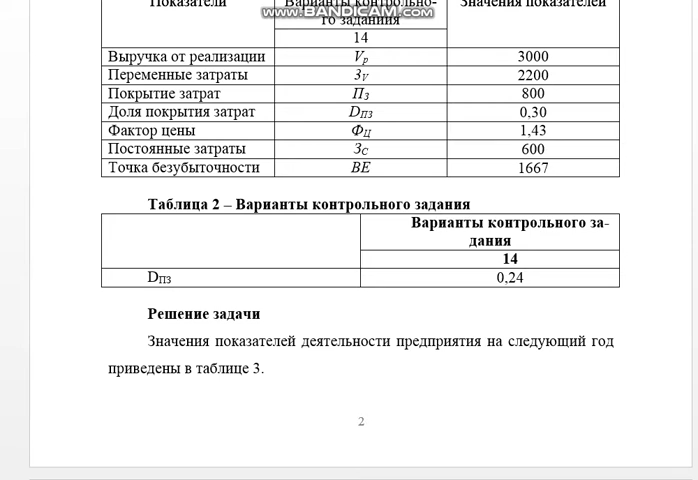 Показатели Варианты контрольно- Значения показателей
www.BANDICAM.com
го заданиия
14
Выручка от реализации Vр 3000
Переменные затраты ЗV 2200
Покрытие затрат ПЗ 800
Доля покрытия затрат DПЗ 0,30
Фактор цены ФЦ 1,43
Постоянные затраты ЗС 600
Точка безубыточности BE 1667
Таблица 2 – Варианты контрольного задания
Варианты контрольного за-
дания
14
DПЗ 0,24
Решение задачи
Значения показателей деятельности предприятия на следующий год
приведены в таблице 3.
2